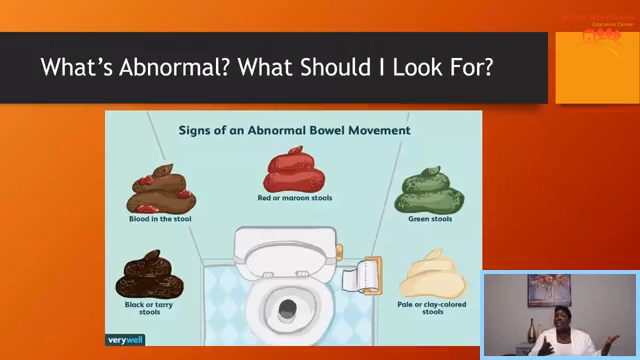 Education Center
What's Abnormal? What Should I Look For?
Signs of an Abnormal Bowel Movement
Blood in the stool
Red or maroon stools
Green stools
Black or tarry
stools
Pale or clay-colored
stools
verywell